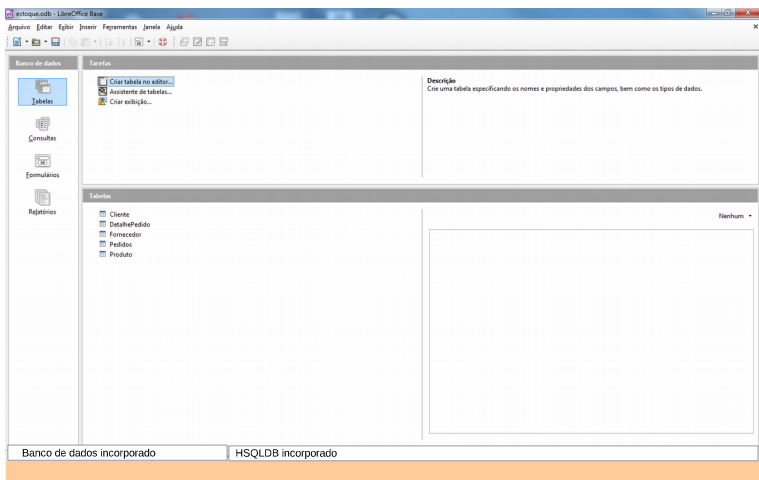 estoque.odb - LibreOffice Base
Arquivo Editar Exibir Inserir Ferramentas Janela Ajuda
Banco de dados
Tabelas
Consultas
Formulários
Relatórios
Tarefas
Criar tabela no editor...
Assistente de tabelas...
Criar exibição...
Descrição
Crie uma tabela especificando os nomes e propriedades dos campos, bem como os tipos de dados.
Tabelas
Cliente
DetalhePedido
Fornecedor
Pedidos
Produto
Nenhum
Banco de dados incorporado
HSQLDB incorporado